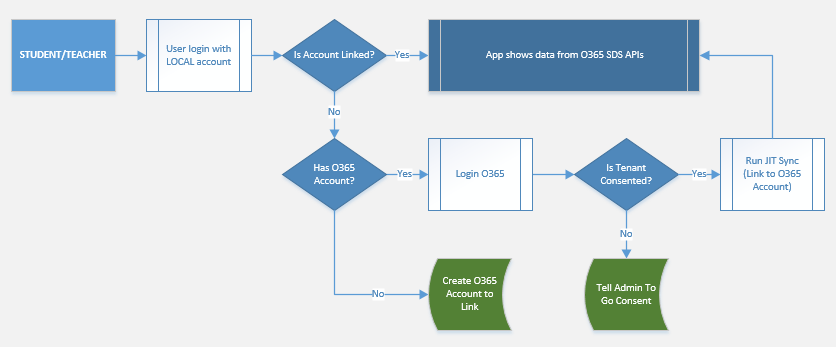 STUDENT/TEACHER
User login with
LOCAL account
Is Account Linked?
Yes
App shows data from O365 SDS APIs
No
Has O365
Account?
Yes
Login O365
Is Tenant
Consented?
Yes
Run JIT Sync
(Link to O365
Account)
No
No
Create O365
Account to
Link
Tell Admin To
Go Consent